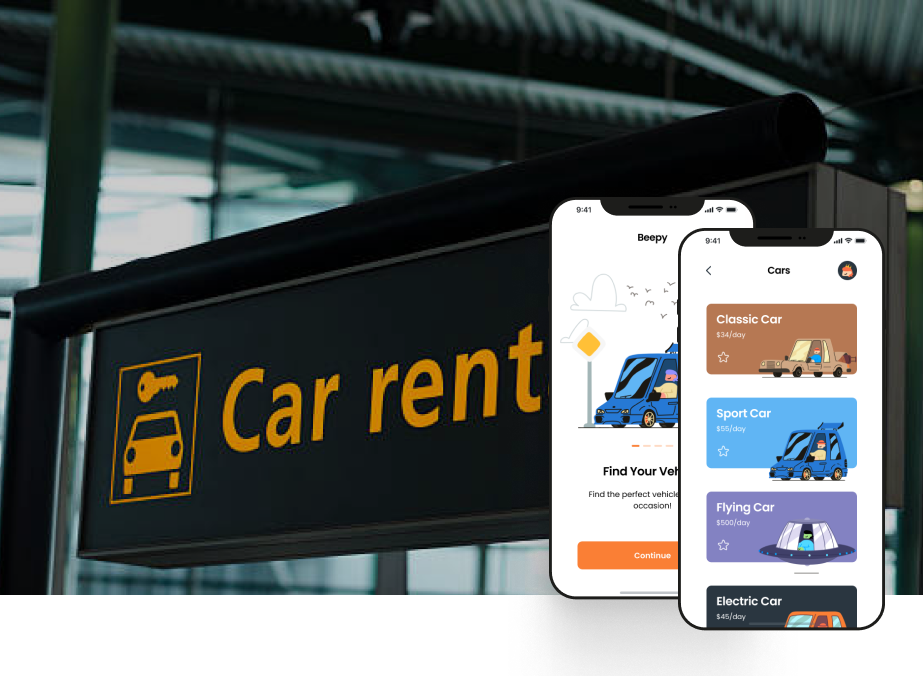 Car rent
9:41
Beepy
Find Your Veh
Find the perfect vehicle
occasion!
Continue
9:41
Cars
Classic Car
$34/day
Sport Car
$55/day
Flying Car
$500/day
Electric Car
$45/day